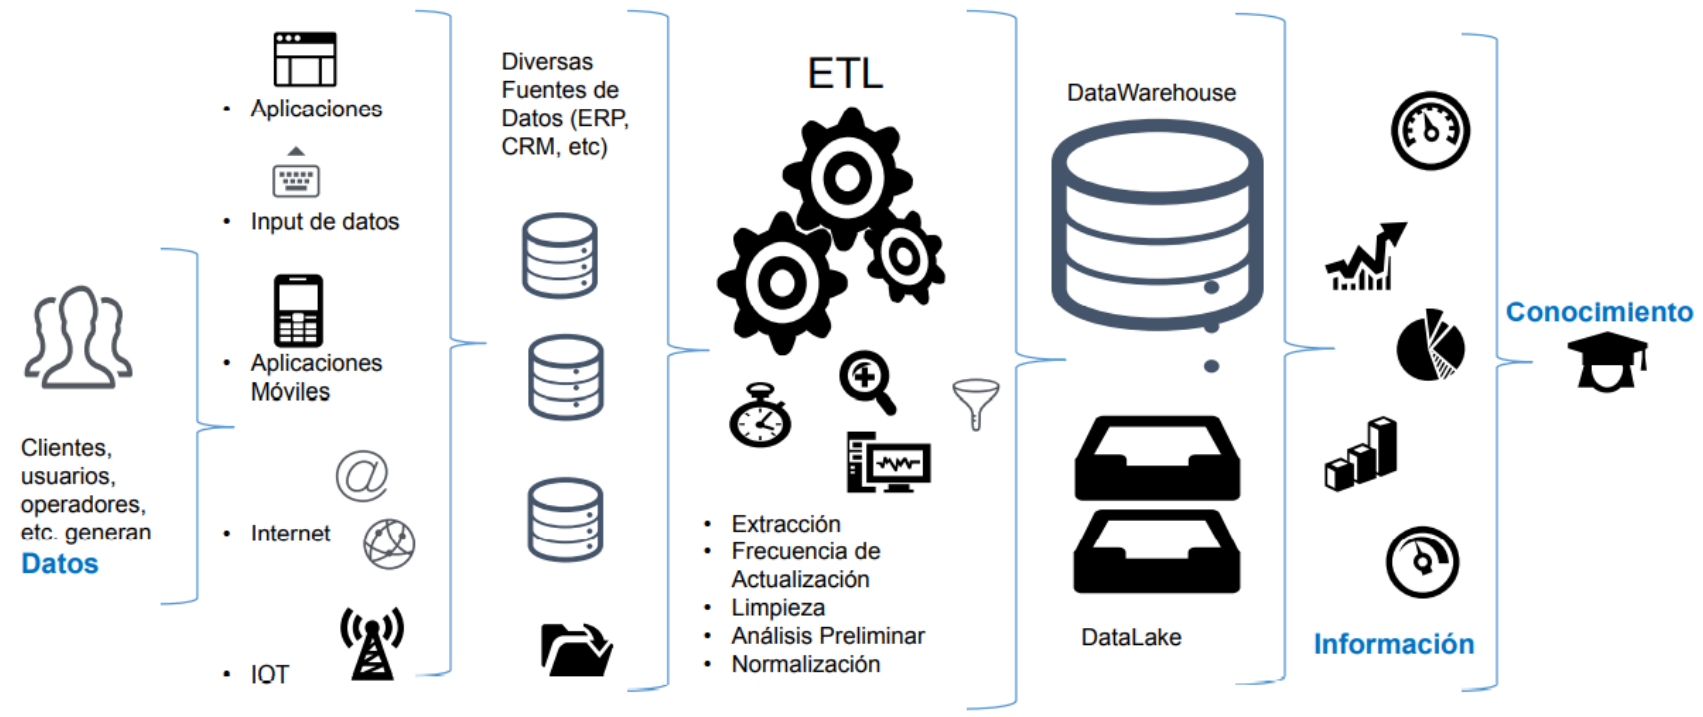 Clientes,
usuarios,
operadores,
etc. generan
Datos
• Aplicaciones
• Input de datos
• Aplicaciones
Móviles
• Internet
@
• IOT
Diversas
Fuentes de
Datos (ERP,
CRM, etc)
ETL
• Extracción
• Frecuencia de
Actualización
• Limpieza
• Análisis Preliminar
• Normalización
DataWarehouse
DataLake
Información
Conocimiento